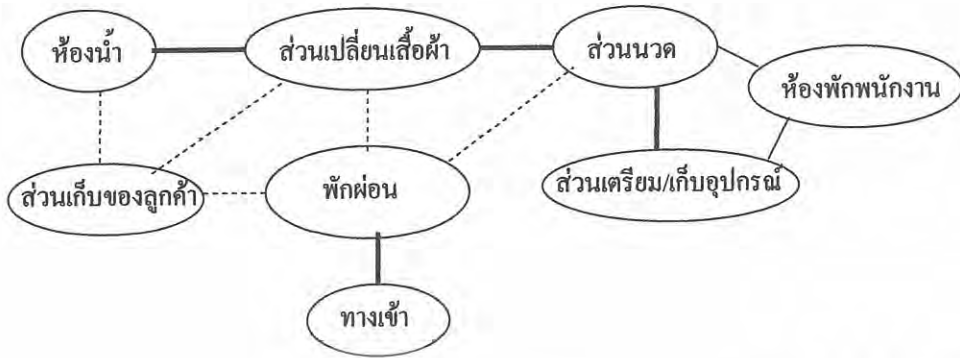 ห้องน้ำ
ส่วนเปลี่ยนเสื้อผ้า
ส่วนนวด
ห้องพักพนักงาน
ส่วนเก็บของลูกค้า
พักผ่อน
ส่วนเตรียม/เก็บอุปกรณ์
ทางเข้า